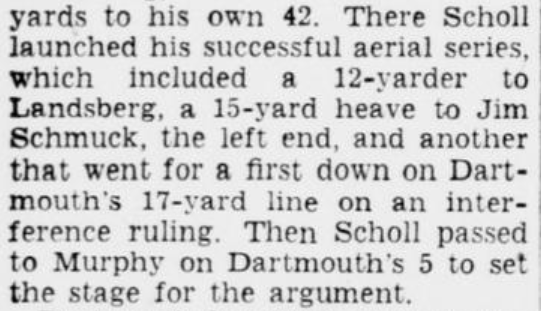 yards to his own 42. There Scholl
launched his successful aerial series,
which included a 12-yarder to
Landsberg, a 15-yard heave to Jim
Schmuck, the left end, and another
that went for a first down on Dart-
mouth's 17-yard line on an inter-
ference ruling. Then Scholl passed
to Murphy on Dartmouth's 5 to set
the stage for the argument.